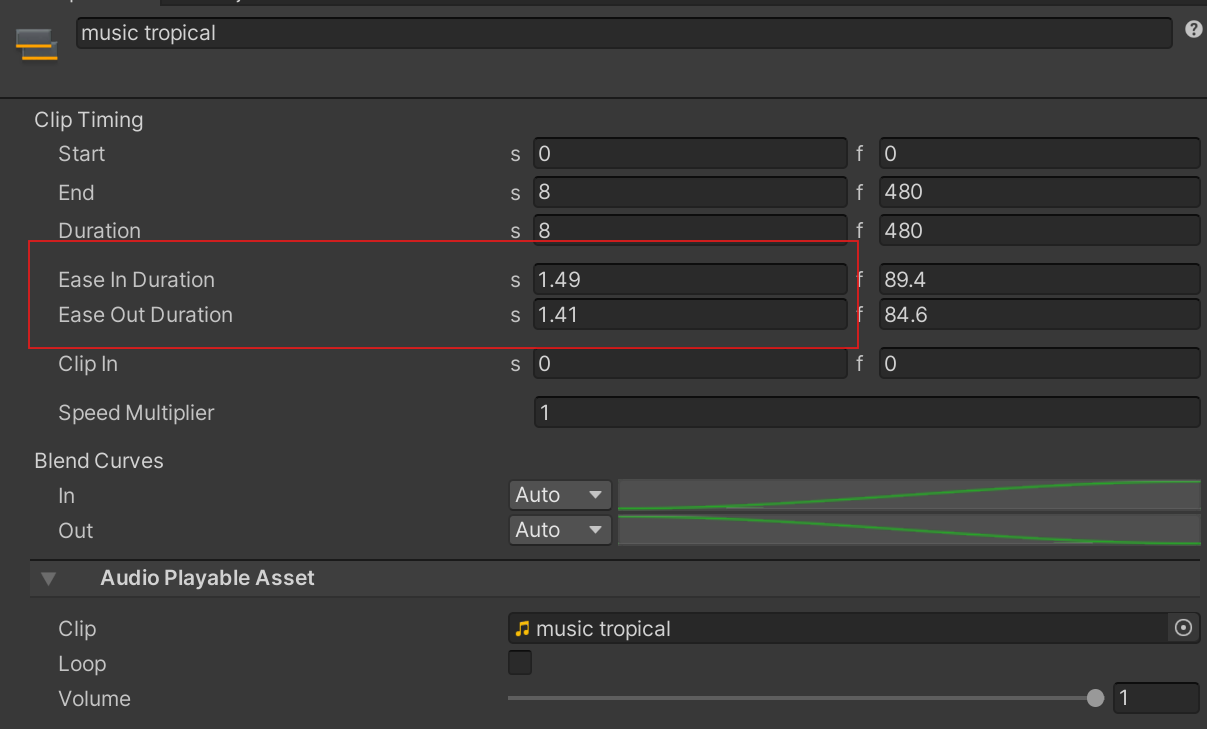 music tropical
Clip Timing
Start s 0 f 0
End s 8 f 480
Duration s 8 f 480
Ease In Duration s 1.49 f 89.4
Ease Out Duration s 1.41 f 84.6
Clip In s 0 f 0
Speed Multiplier 1
Blend Curves
In Auto
Out Auto
Audio Playable Asset
Clip music tropical
Loop
Volume 1